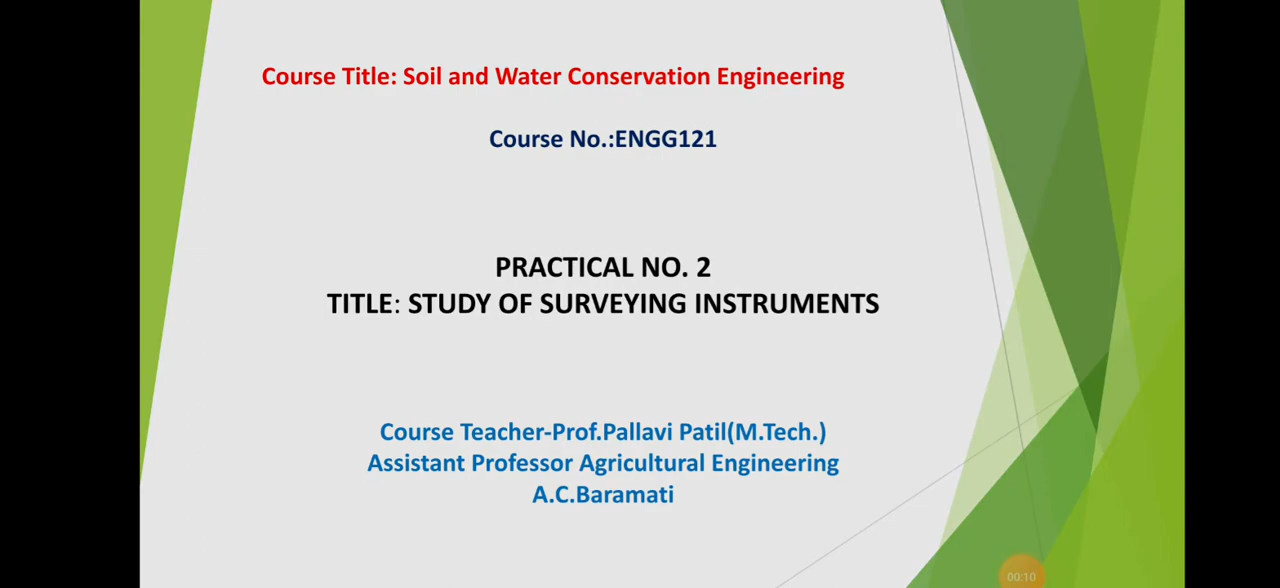 Course Title: Soil and Water Conservation Engineering
Course No.:ENGG121
PRACTICAL NO. 2
TITLE: STUDY OF SURVEYING INSTRUMENTS
Course Teacher-Prof.Pallavi Patil(M.Tech.)
Assistant Professor Agricultural Engineering
A.C.Baramati
00:10